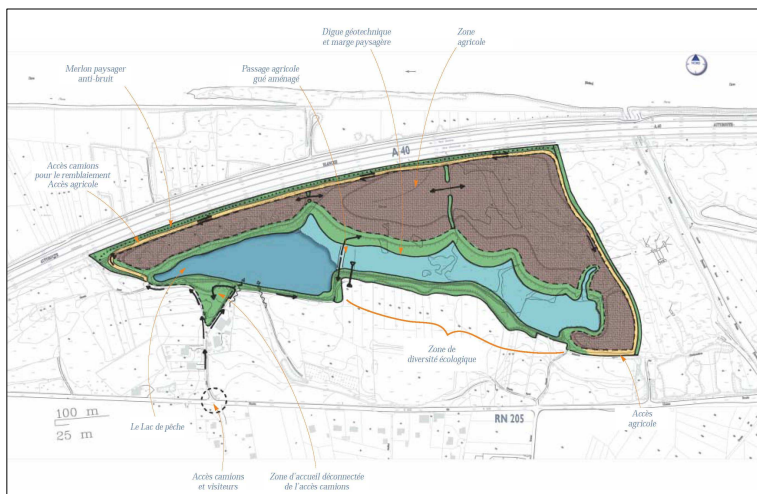 Digue géotechnique
et marge paysagère
Zone
agricole
Merlon paysager
anti-bruit
Passage agricole
gué aménagé
A 40
Accès camions
pour le remblaiement
Accès agricole
Zone de
diversité écologique
100 m
25 m
Le Lac de pêche
RN 205
Accès
agricole
Accès camions
et visiteurs
Zone d'accueil déconnectée
de l'accès camions